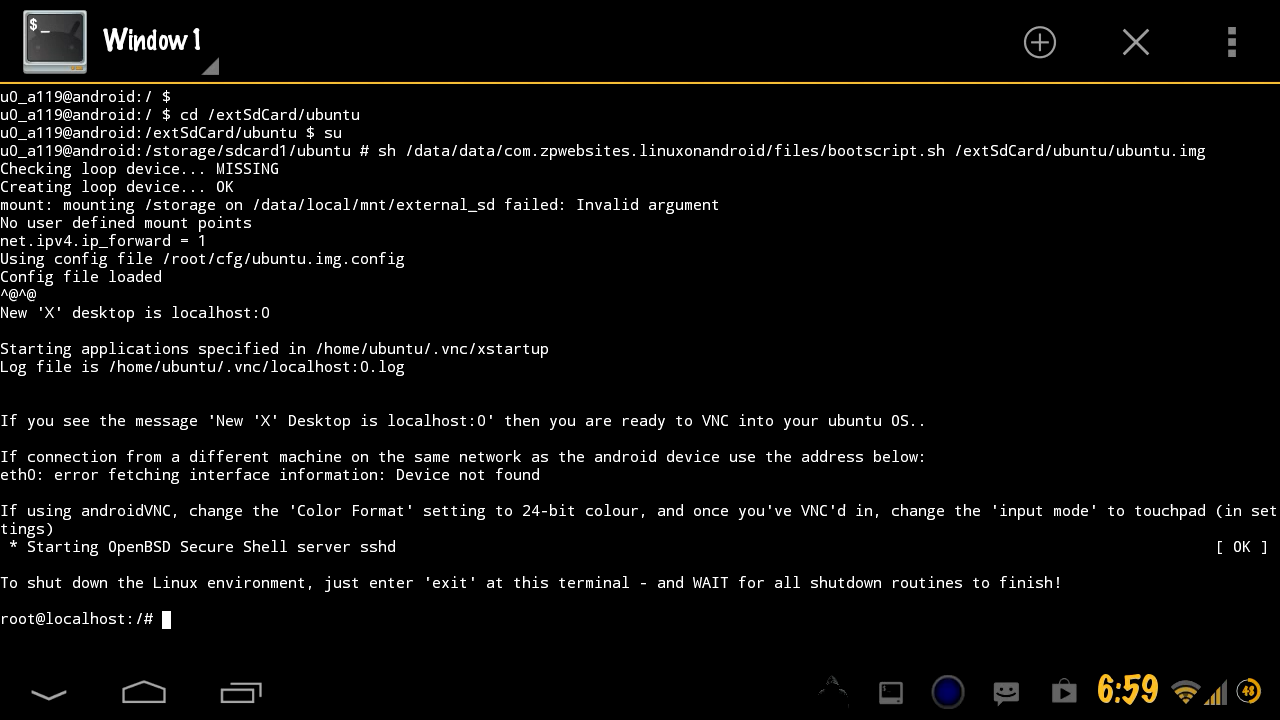 $_
Window 1
u0_a119@android:/ $
u0_a119@android:/ $ cd /extSdCard/ubuntu
u0_a119@android:/extSdCard/ubuntu $ su
u0_a119@android:/storage/sdcard1/ubuntu # sh /data/data/com.zpwebsites.linuxonandroid/files/bootscript.sh /extSdCard/ubuntu/ubuntu.img
Checking loop device... MISSING
Creating loop device... OK
mount: mounting /storage on /data/local/mnt/external_sd failed: Invalid argument
No user defined mount points
net.ipv4.ip_forward = 1
Using config file /root/cfg/ubuntu.img.config
Config file loaded
^@^@
New 'X' desktop is localhost:0
Starting applications specified in /home/ubuntu/.vnc/xstartup
Log file is /home/ubuntu/.vnc/localhost:0.log
If you see the message 'New 'X' Desktop is localhost:0' then you are ready to VNC into your ubuntu OS..
If connection from a different machine on the same network as the android device use the address below:
eth0: error fetching interface information: Device not found
If using androidVNC, change the 'Color Format' setting to 24-bit colour, and once you've VNC'd in, change the 'input mode' to touchpad (in set
tings)
 * Starting OpenBSD Secure Shell server sshd [ OK ]
To shut down the Linux environment, just enter 'exit' at this terminal - and WAIT for all shutdown routines to finish!
root@localhost:/#
6:59
48